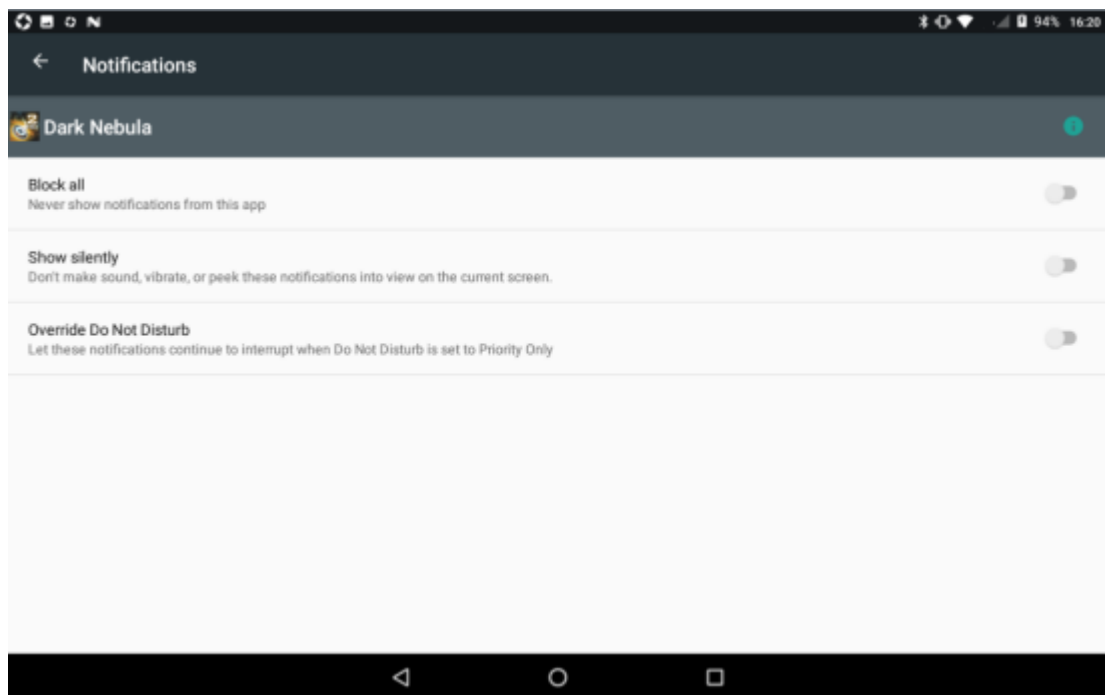 94% 16:20
Notifications
Dark Nebula
Block all
Never show notifications from this app
Show silently
Don't make sound, vibrate, or peek these notifications into view on the current screen.
Override Do Not Disturb
Let these notifications continue to interrupt when Do Not Disturb is set to Priority Only